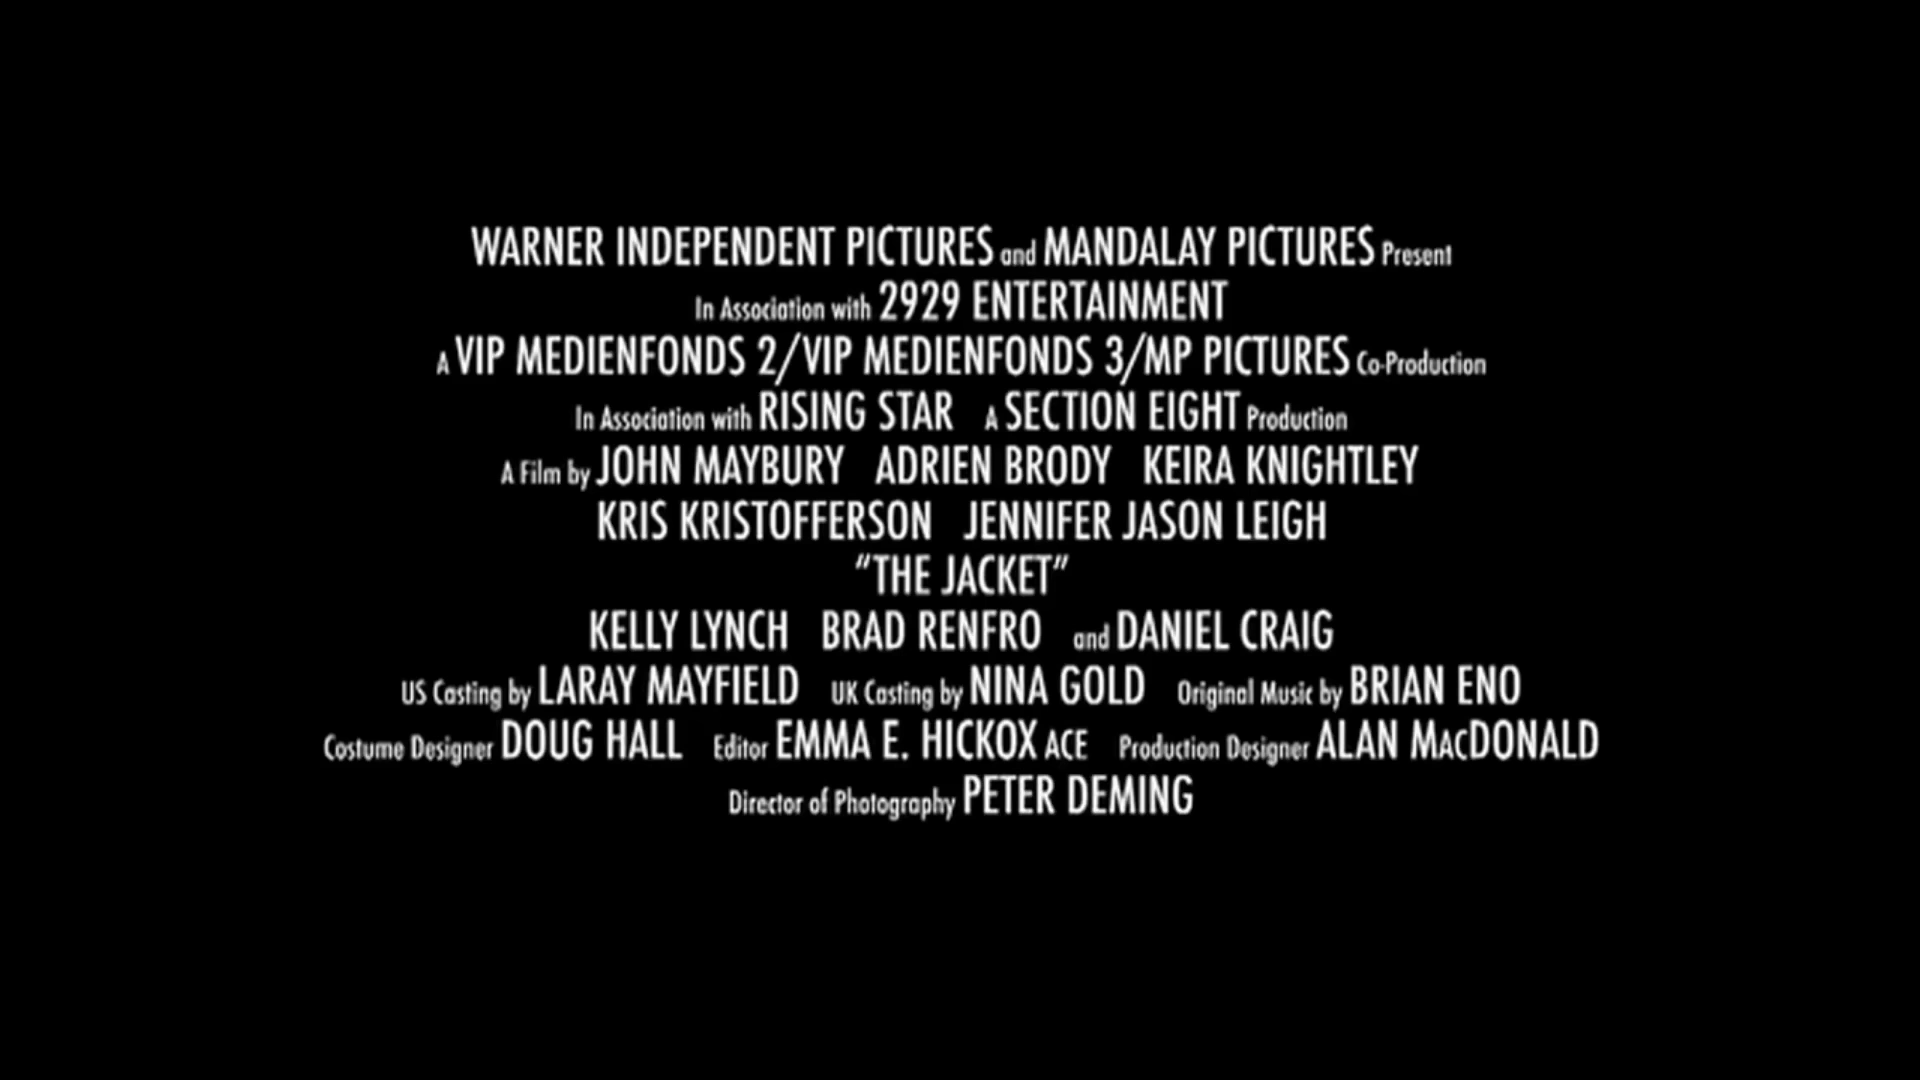 WARNER INDEPENDENT PICTURES and MANDALAY PICTURES Present
In Association with 2929 ENTERTAINMENT
A VIP MEDIENFONDS 2/VIP MEDIENFONDS 3/MP PICTURES Co-Production
In Association with RISING STAR A SECTION EIGHT Production
A Film by JOHN MAYBURY ADRIEN BRODY KEIRA KNIGHTLEY
KRIS KRISTOFFERSON JENNIFER JASON LEIGH
“THE JACKET”
KELLY LYNCH BRAD RENFRO and DANIEL CRAIG
US Casting by LARAY MAYFIELD UK Casting by NINA GOLD Original Music by BRIAN ENO
Costume Designer DOUG HALL Editor EMMA E. HICKOX ACE Production Designer ALAN MACDONALD
Director of Photography PETER DEMING